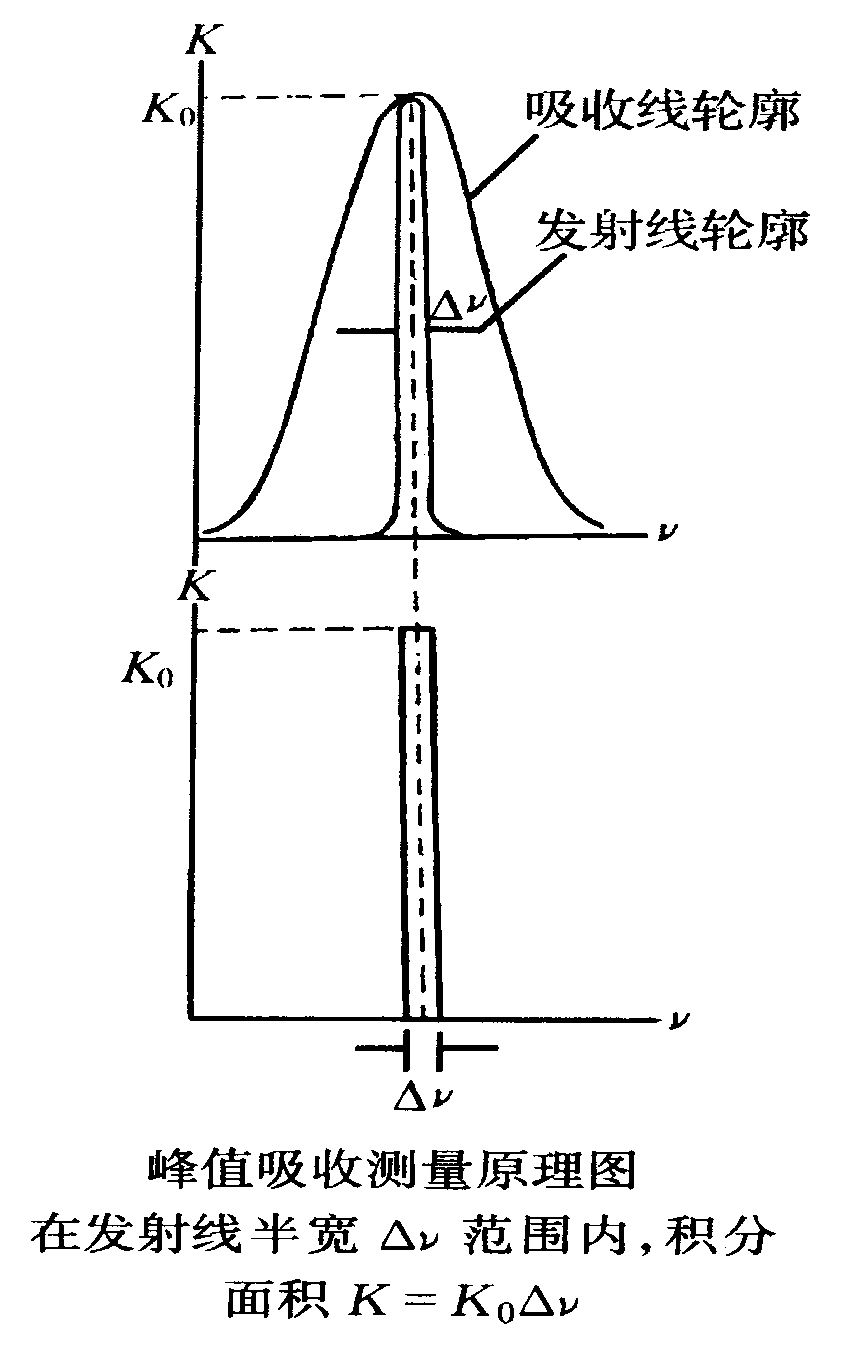 K
K₀
吸收线轮廓
发射线轮廓
Δν
ν
K
K₀
ν
Δν
峰值吸收测量原理图
在发射线半宽 Δν 范围内,积分
面积 K = K₀Δν